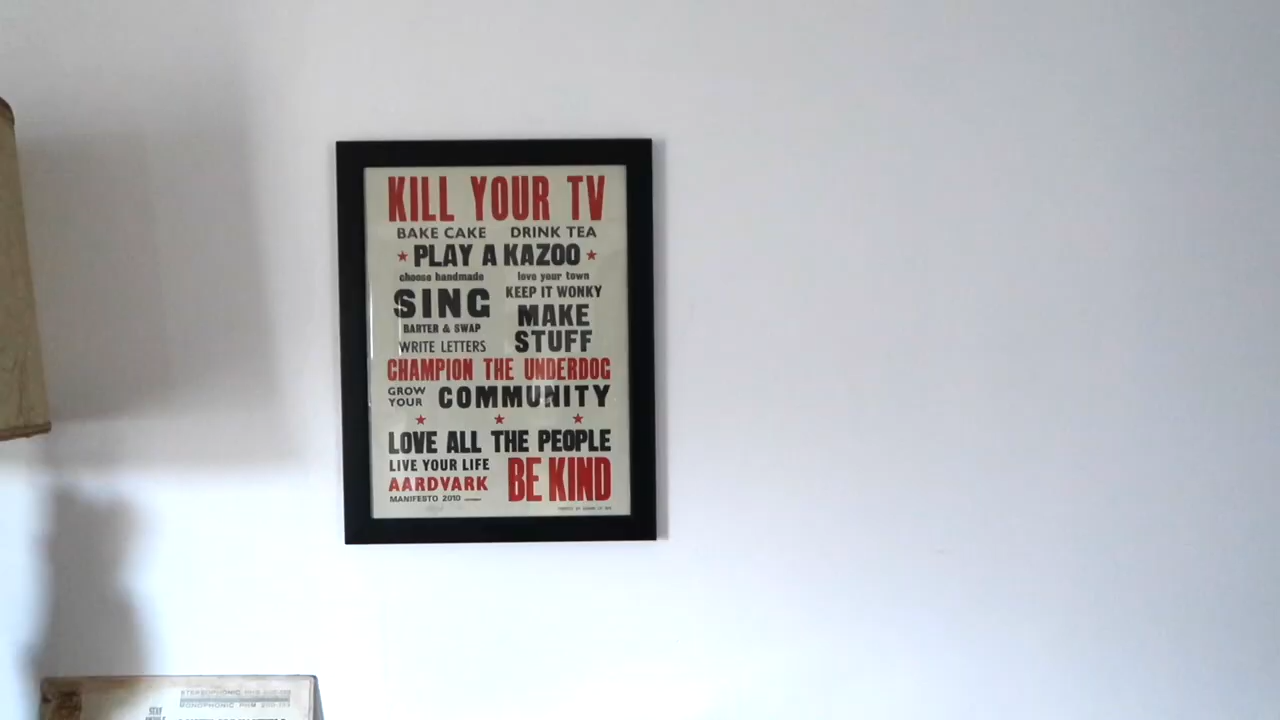 KILL YOUR TV
BAKE CAKE DRINK TEA
PLAY A KAZOO
choose handmade
SING
BARTER & SWAP
WRITE LETTERS
love your town
KEEP IT WONKY
MAKE
STUFF
CHAMPION THE UNDERDOG
GROW
YOUR
COMMUNITY
LOVE ALL THE PEOPLE
LIVE YOUR LIFE
AARDVARK
MANIFESTO 2010
BE KIND
STEREOPHONIC
MONOPHONIC